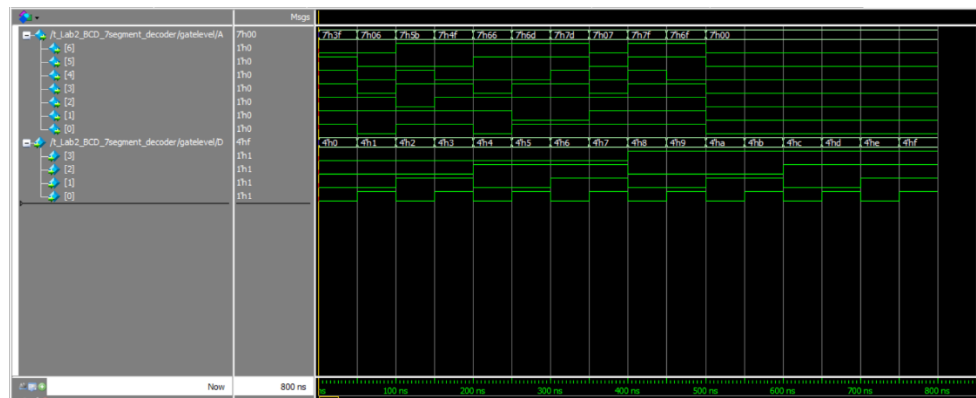 Msgs
/t_Lab2_BCD_7segment_decoder/gatelevel/A 7'h00 7'h3f 7'h06 7'h5b 7'h4f 7'h66 7'h6d 7'h7d 7'h07 7'h7f 7'h6f 7'h00
[6] 1'h0
[5] 1'h0
[4] 1'h0
[3] 1'h0
[2] 1'h0
[1] 1'h0
[0] 1'h0
/t_Lab2_BCD_7segment_decoder/gatelevel/D 4'hf 4'h0 4'h1 4'h2 4'h3 4'h4 4'h5 4'h6 4'h7 4'h8 4'h9 4'ha 4'hb 4'hc 4'hd 4'he 4'hf
[3] 1'h1
[2] 1'h1
[1] 1'h1
[0] 1'h1
Now 800 ns ns 100 ns 200 ns 300 ns 400 ns 500 ns 600 ns 700 ns 800 ns